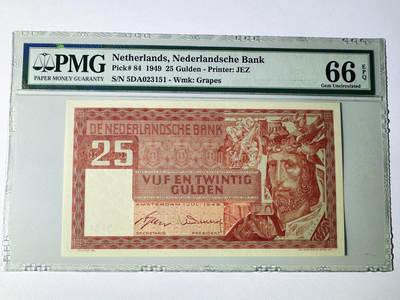 PMG
PAPER MONEY GUARANTY
Netherlands, Nederlandsche Bank
Pick# 84 1949 25 Gulden - Printer: JEZ
S/N 5DA023151 - Wmk: Grapes
66 EPQ
Gem Uncirculated
DE NEDERLANDSCHE BANK
25
VIJF EN TWINTIG
GULDEN
AMSTERDAM 1 JULI 1949
SECRETARIS PRESIDENT